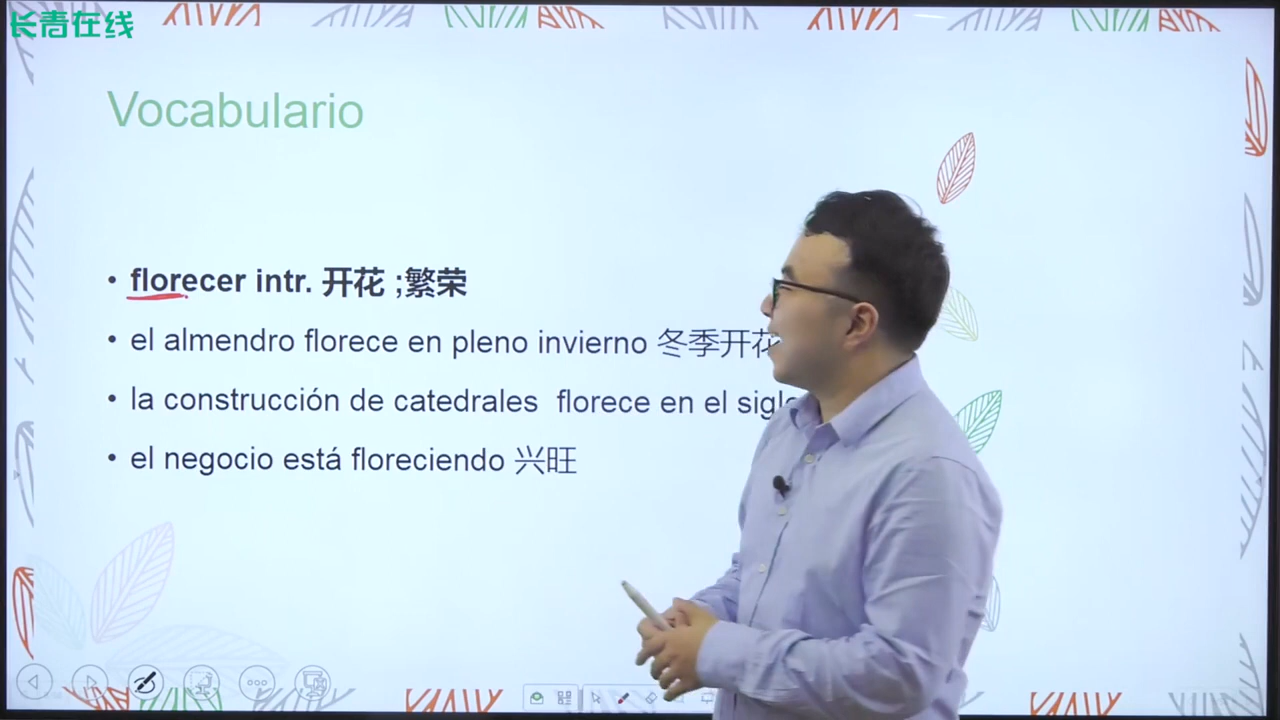 长青在线
Vocabulario
• florecer intr. 开花 ;繁荣
• el almendro florece en pleno invierno 冬季开花
• la construcción de catedrales florece en el siglo
• el negocio está floreciendo 兴旺